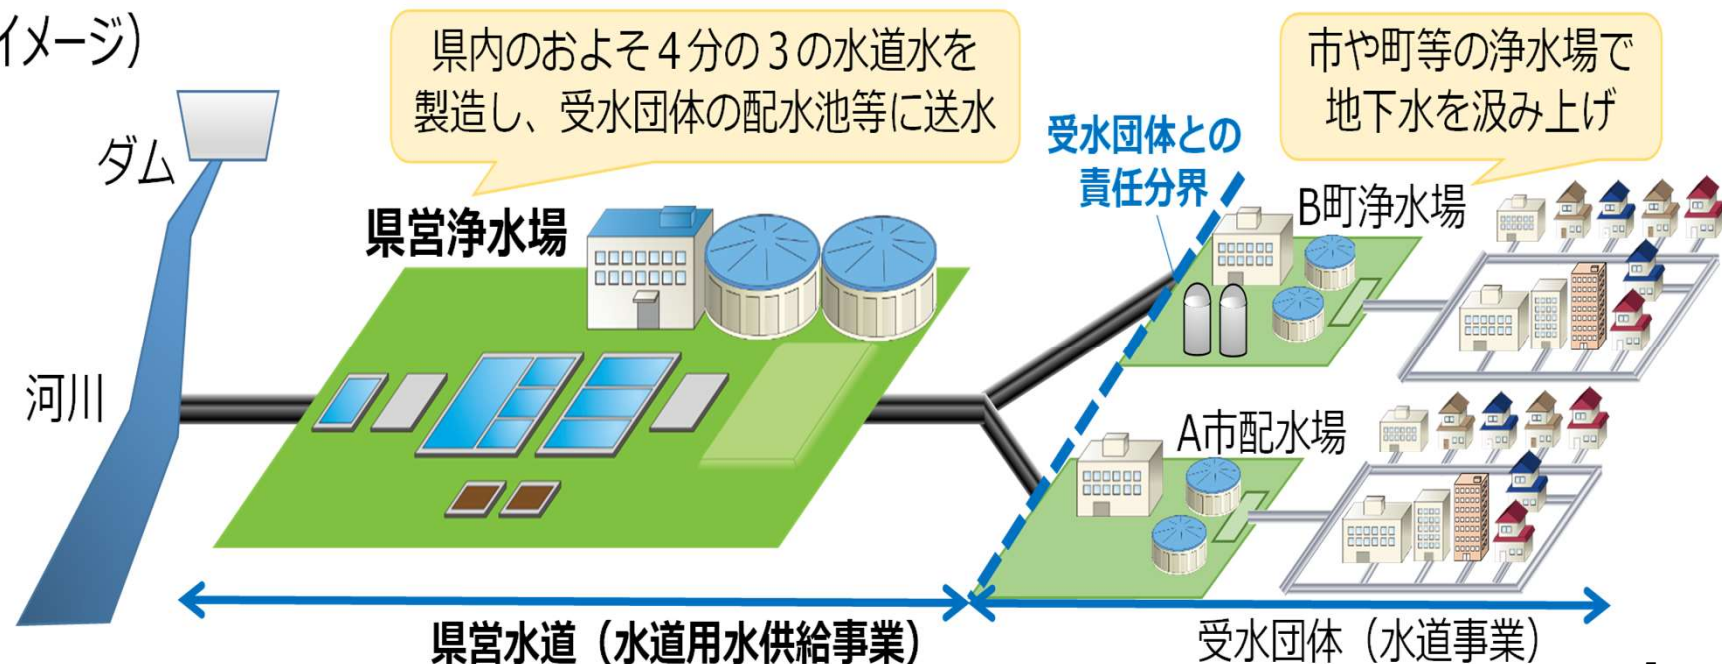 イメージ）
県内のおよそ４分の３の水道水を
製造し、受水団体の配水池等に送水
市や町等の浄水場で
地下水を汲み上げ
受水団体との
責任分界
ダム
県営浄水場
B町浄水場
河川
A市配水場
県営水道（水道用水供給事業）
受水団体（水道事業）